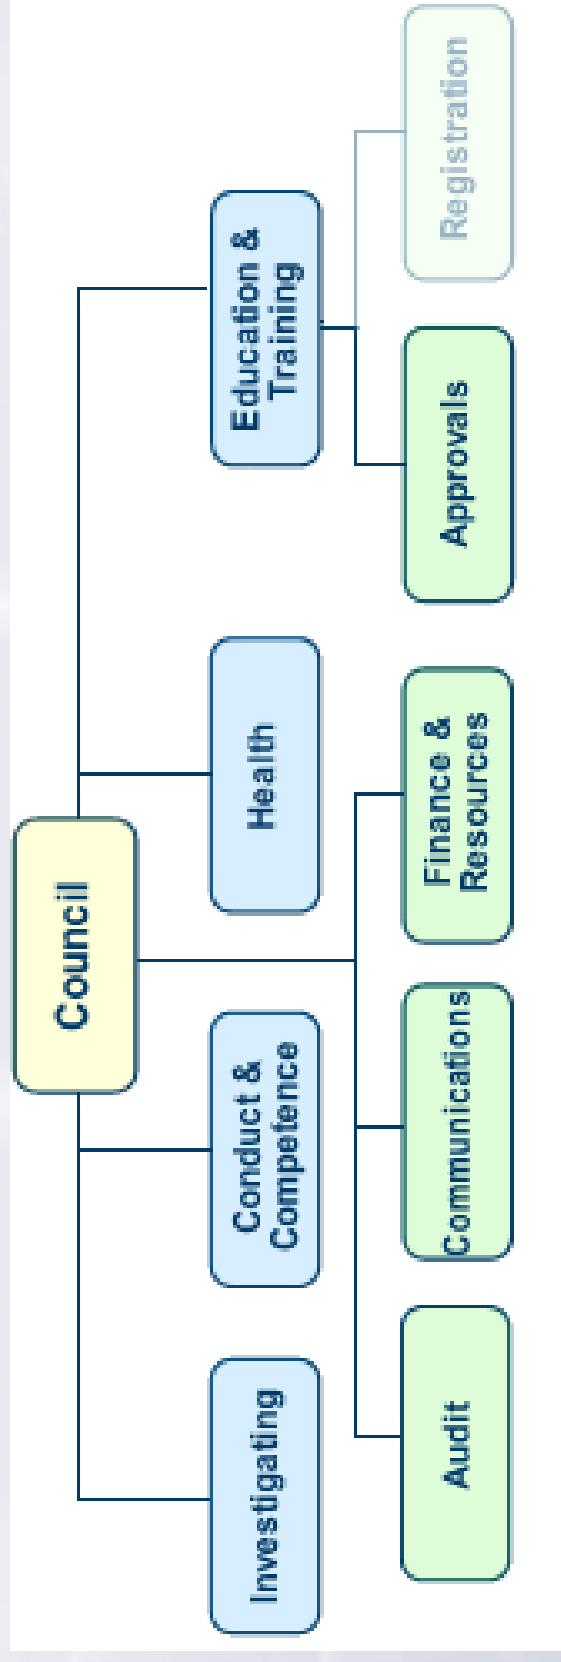 Council
Investigating
Conduct &
Competence
Health
Education &
Training
Audit
Communications
Finance &
Resources
Approvals
Registration